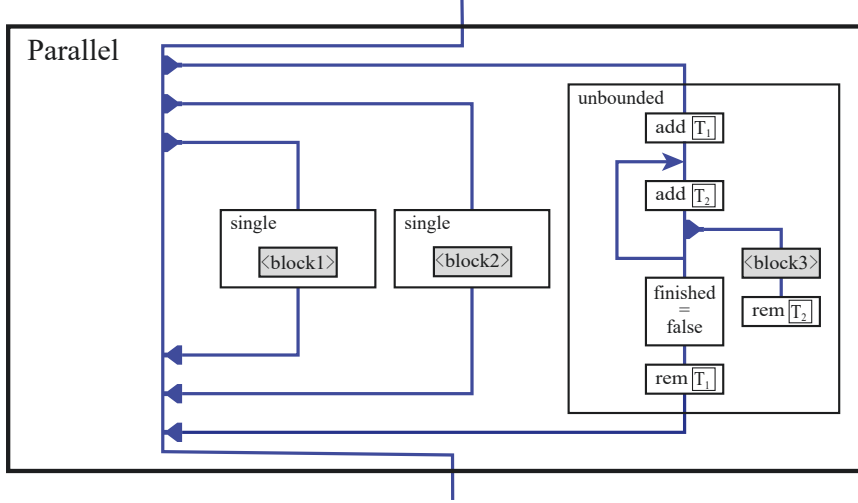 Parallel
unbounded
add T₁
add T₂
single
<block1>
single
<block2>
<block3>
finished
=
false
rem T₂
rem T₁